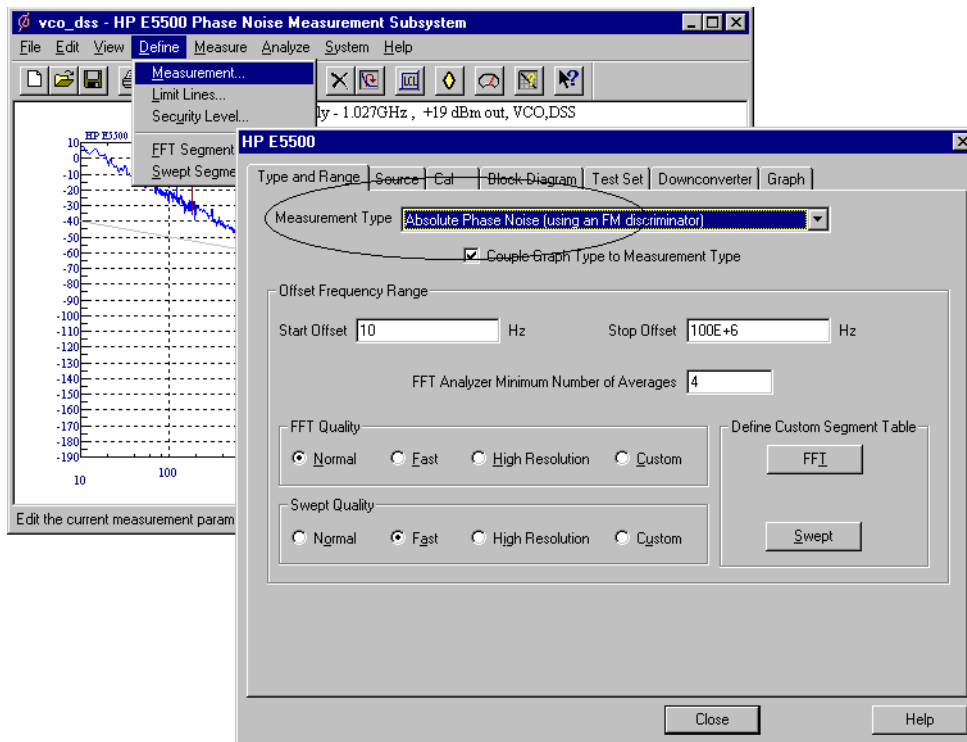 vco_dss - HP E5500 Phase Noise Measurement Subsystem
File Edit View Define Measure Analyze System Help
Measurement...
Limit Lines...
Security Level...
FFT Segment
Swept Segme
LCL
ly - 1.027GHz , +19 dBm out, VCO,DSS
HP E5500
10
0
-10
-20
-30
-40
-50
-60
-70
-80
-90
-100
-110
-120
-130
-140
-150
-160
-170
-180
-190
10 100
Edit the current measurement param
HP E5500
Type and Range Source Cal Block Diagram Test Set Downconverter Graph
Measurement Type Absolute Phase Noise (using an FM discriminator)
Couple Graph Type to Measurement Type
Offset Frequency Range
Start Offset 10 Hz Stop Offset 100E+6 Hz
FFT Analyzer Minimum Number of Averages 4
FFT Quality
Normal Fast High Resolution Custom
Swept Quality
Normal Fast High Resolution Custom
Define Custom Segment Table
FFT
Swept
Close Help